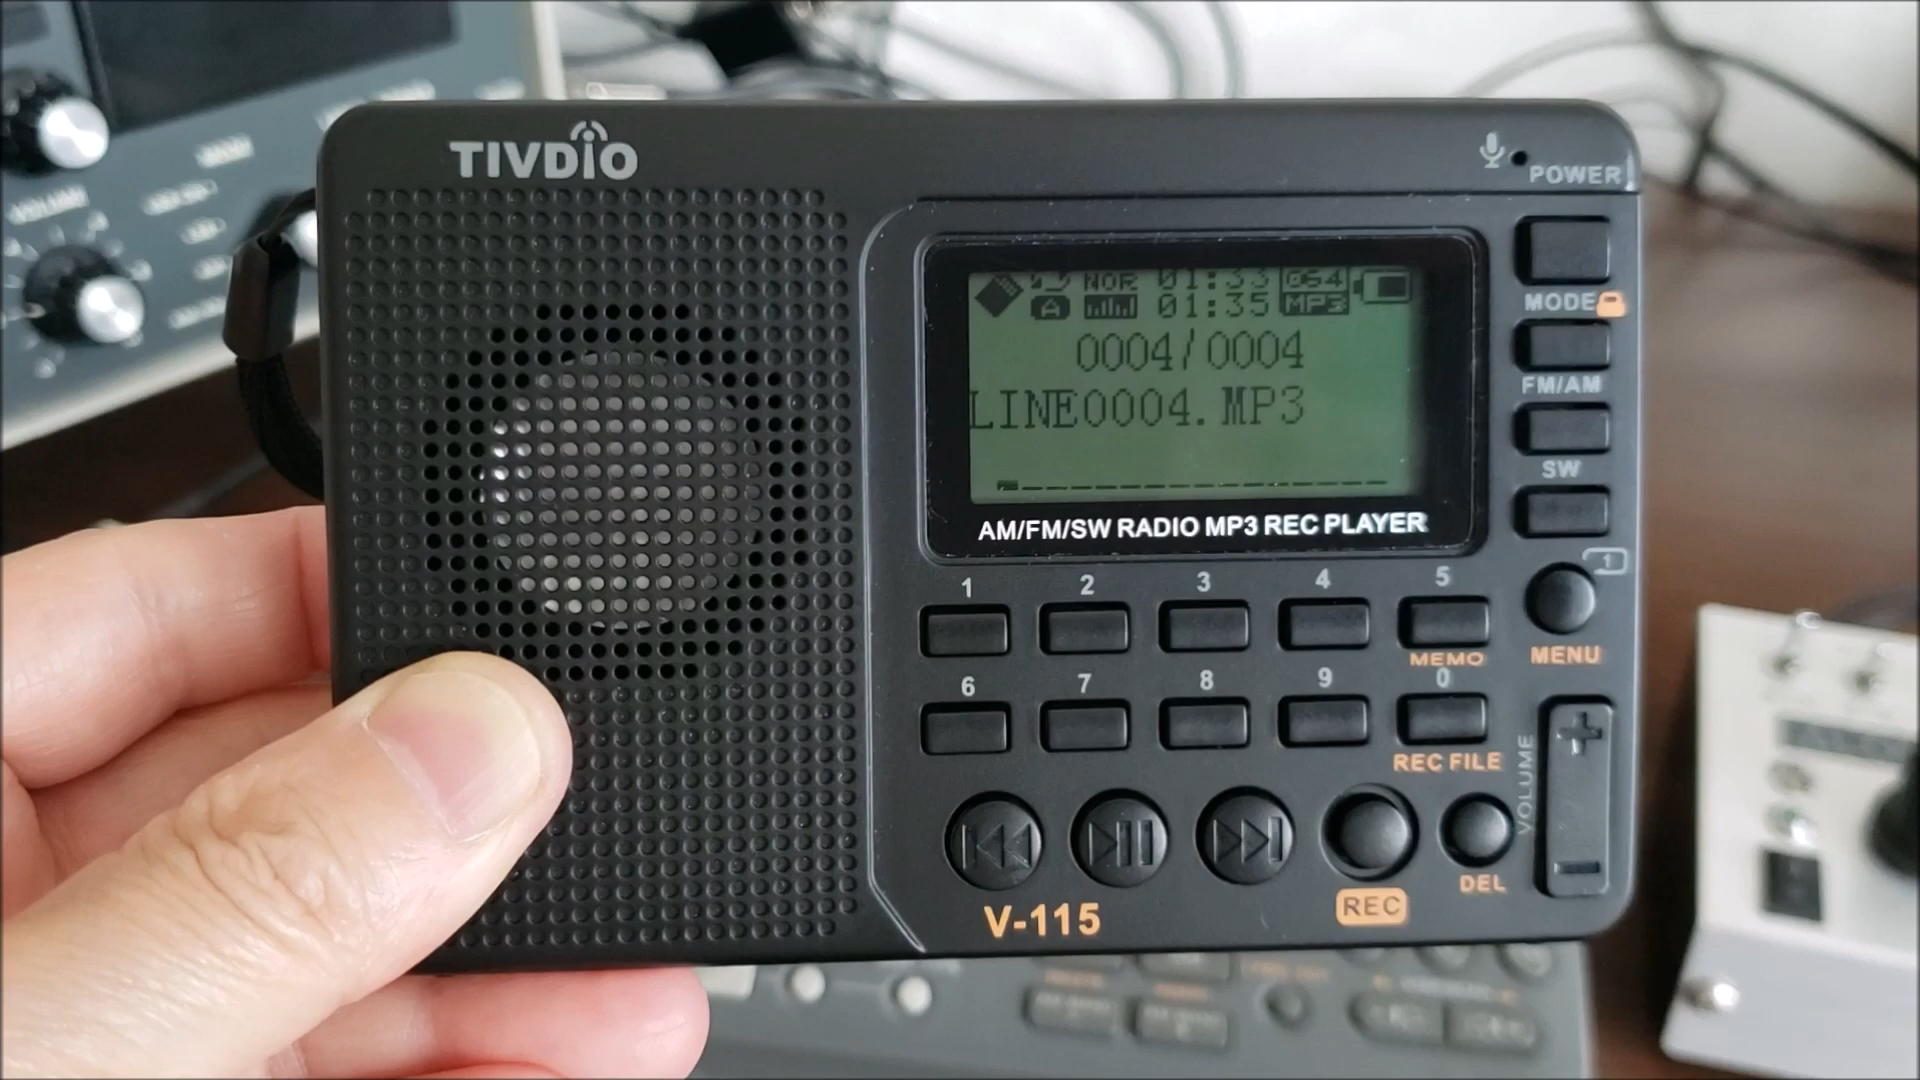 TIVDIO
POWER
NOR 01:33 064
A 01:35 MP3
0004/0004
LINE0004.MP3
AM/FM/SW RADIO MP3 REC PLAYER
MODE
FM/AM
SW
1
MENU
1 2 3 4 5
MEMO
6 7 8 9 0
REC FILE
VOLUME
+
−
DEL
REC
V-115